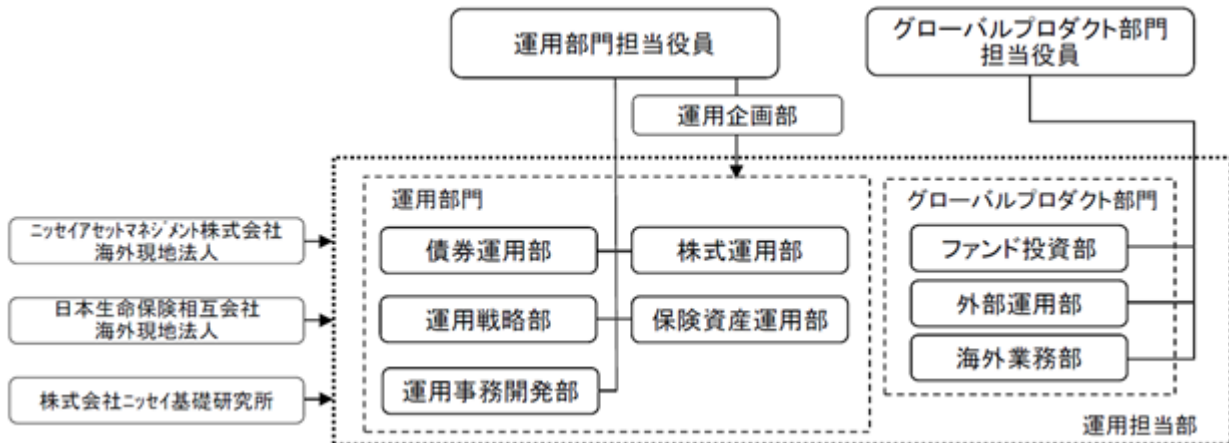 運用部門担当役員
グローバルプロダクト部門
担当役員
運用企画部
運用部門
グローバルプロダクト部門
ニッセイアセットマネジメント株式会社
海外現地法人
債券運用部
株式運用部
ファンド投資部
日本生命保険相互会社
海外現地法人
運用戦略部
保険資産運用部
外部運用部
海外業務部
株式会社ニッセイ基礎研究所
運用事務開発部
運用担当部